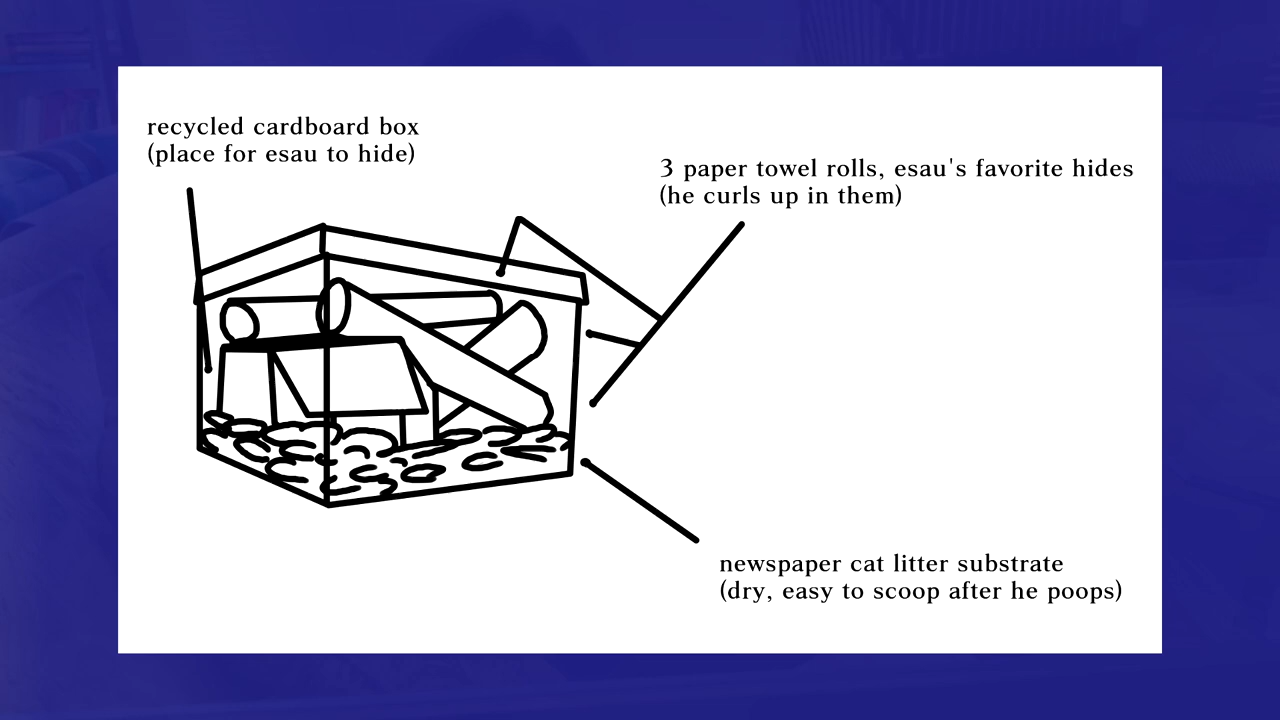 recycled cardboard box
(place for esau to hide)
3 paper towel rolls, esau's favorite hides
(he curls up in them)
newspaper cat litter substrate
(dry, easy to scoop after he poops)